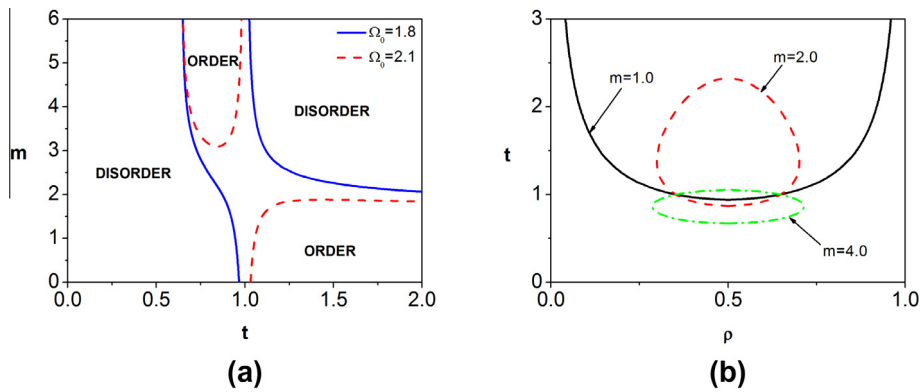 6
5
4
3
2
1
0
m
0.0 0.5 1.0 1.5 2.0
t
Ω0=1.8
Ω0=2.1
ORDER
DISORDER
DISORDER
ORDER
(a)
3
2
1
0
t
0.0 0.5 1.0
ρ
m=2.0
m=1.0
m=4.0
(b)